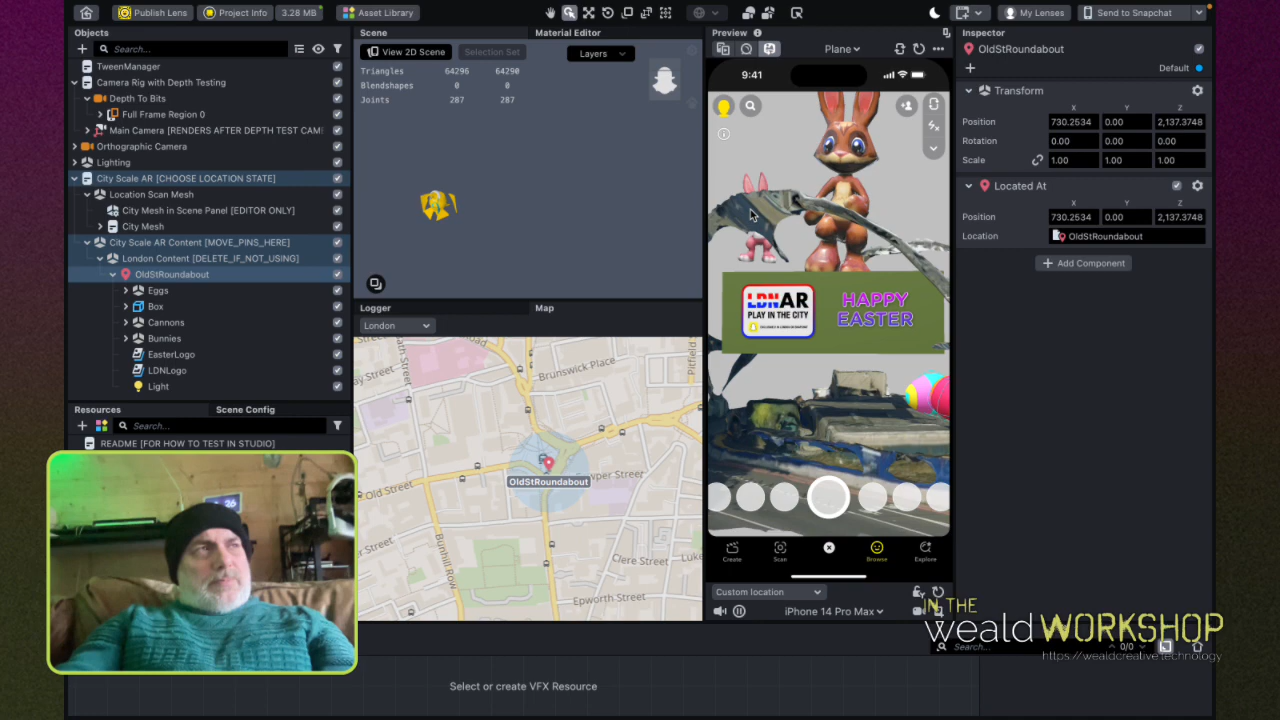 Publish Lens
Project Info
3.28 MB
Asset Library
My Lenses
Send to Snapchat
Objects
Search...
TweenManager
Camera Rig with Depth Testing
Depth To Bits
Full Frame Region 0
Main Camera [RENDERS AFTER DEPTH TEST CAM
Orthographic Camera
Lighting
City Scale AR [CHOOSE LOCATION STATE]
Location Scan Mesh
City Mesh in Scene Panel [EDITOR ONLY]
City Mesh
City Scale AR Content [MOVE_PINS_HERE]
London Content [DELETE_IF_NOT_USING]
OldStRoundabout
Eggs
Box
Cannons
Bunnies
EasterLogo
LDNLogo
Light
Resources
Scene Config
Search...
README [FOR HOW TO TEST IN STUDIO]
Scene
Material Editor
View 2D Scene
Selection Set
Layers
Triangles 64296 64290
Blendshapes 0 0
Joints 287 287
Logger
Map
London
Brunswick Place
Old Street
OldStRoundabout
Bunhill Row
Clere Street
Epworth Street
Select or create VFX Resource
Preview
Plane
9:41
LDNAR
PLAY IN THE CITY
HAPPY
EASTER
Create
Scan
Browse
Explore
Custom location
iPhone 14 Pro Max
Inspector
OldStRoundabout
Default
Transform
X Y Z
Position 730.2534 0.00 2,137.3748
Rotation 0.00 0.00 0.00
Scale 1.00 1.00 1.00
Located At
X Y Z
Position 730.2534 0.00 2,137.3748
Location OldStRoundabout
Add Component
IN THE
weald WORKSHOP
https://wealdcreative.technology
Search...
0/0